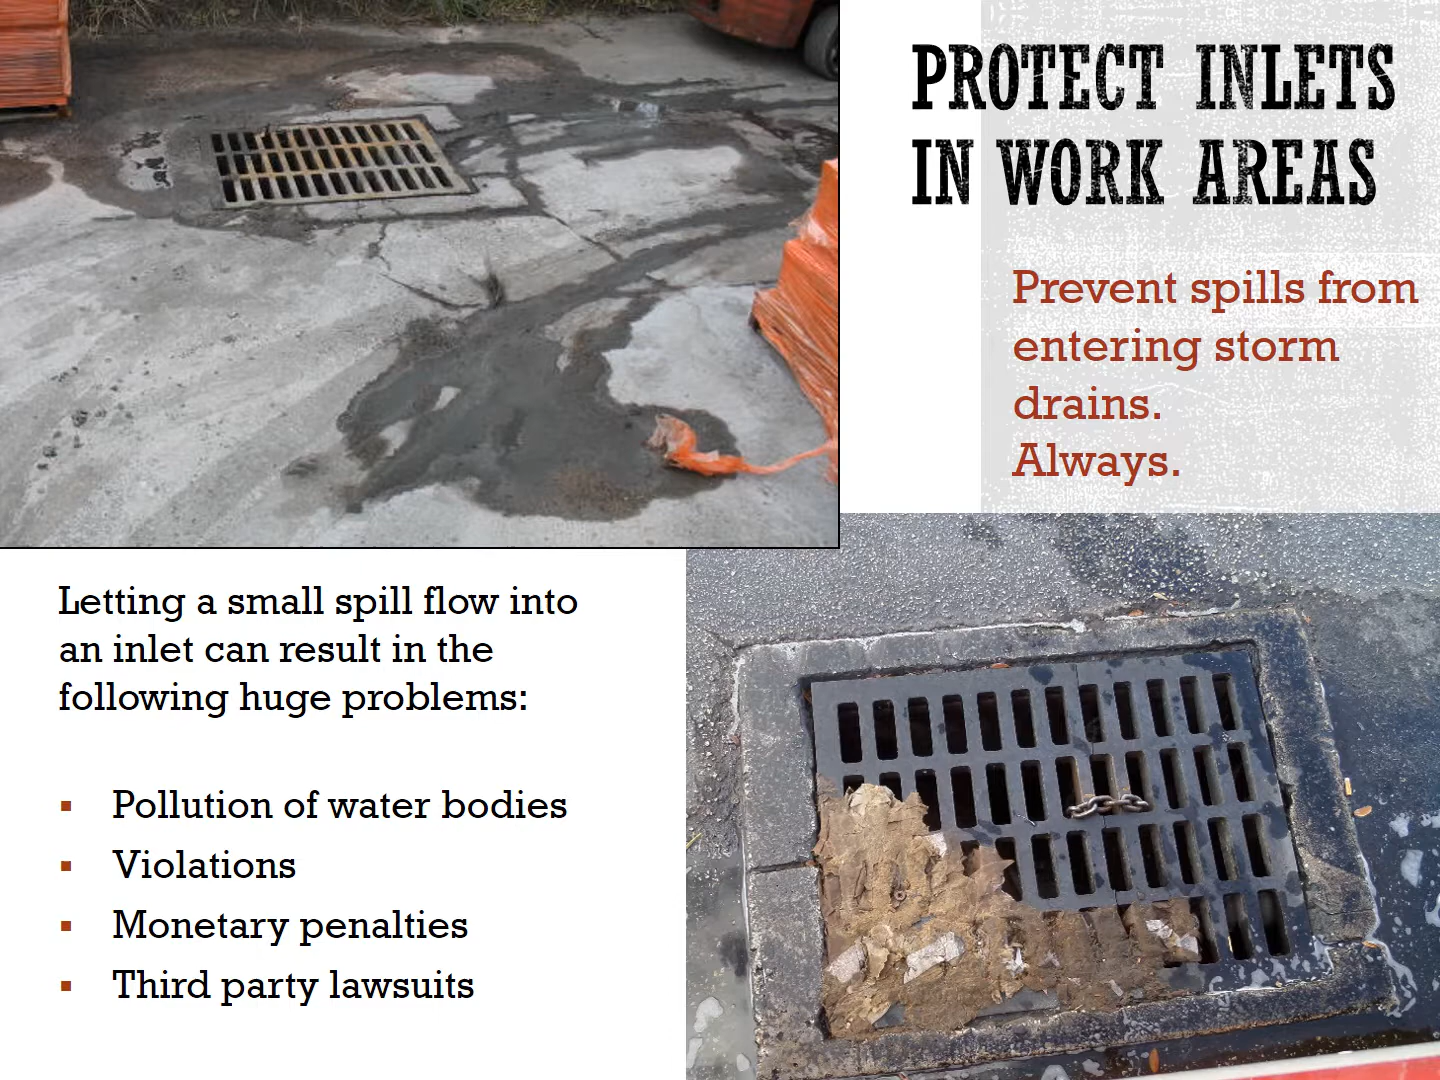 PROTECT INLETS
IN WORK AREAS
Prevent spills from
entering storm
drains.
Always.
Letting a small spill flow into
an inlet can result in the
following huge problems:
▪ Pollution of water bodies
▪ Violations
▪ Monetary penalties
▪ Third party lawsuits